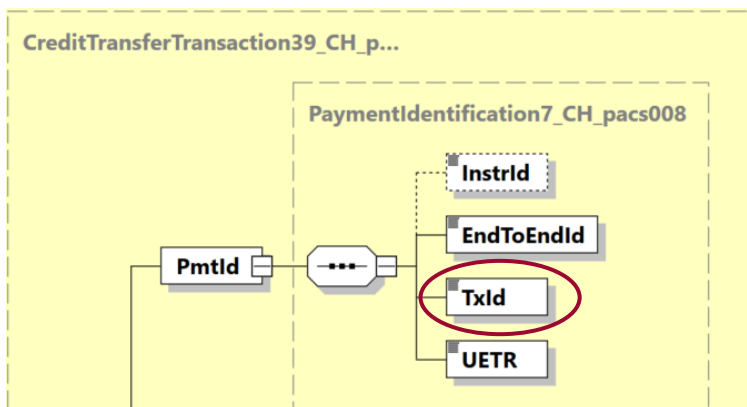 CreditTransferTransaction39_CH_p...
PaymentIdentification7_CH_pacs008
InstrId
EndToEndId
PmtId
TxId
UETR